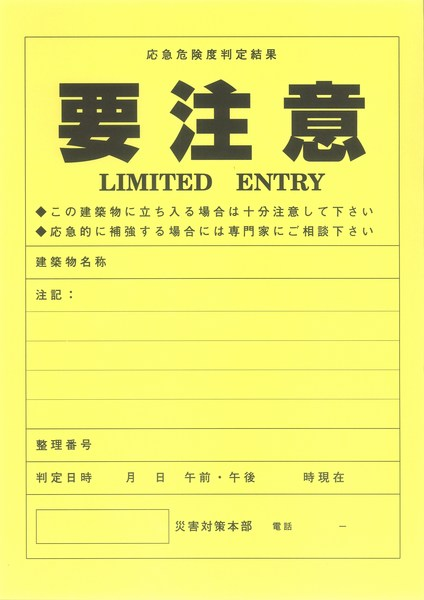 応急危険度判定結果
要注意
LIMITED ENTRY
◆この建築物に立ち入る場合は十分注意して下さい
◆応急的に補強する場合には専門家にご相談下さい
建築物名称
注記：
整理番号
判定日時 月 日 午前・午後 時現在
災害対策本部 電話 ー